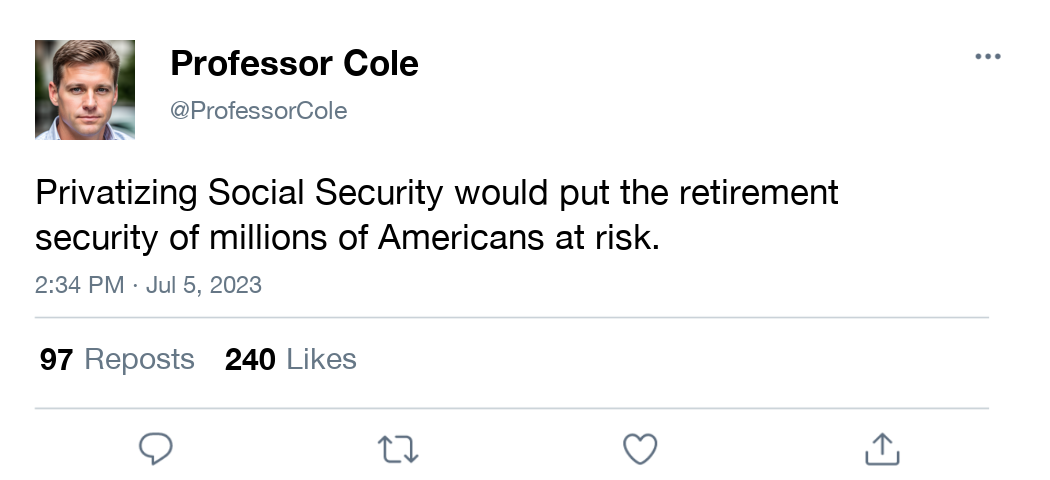 Professor Cole
@ProfessorCole
Privatizing Social Security would put the retirement
security of millions of Americans at risk.
2:34 PM · Jul 5, 2023
97 Reposts 240 Likes